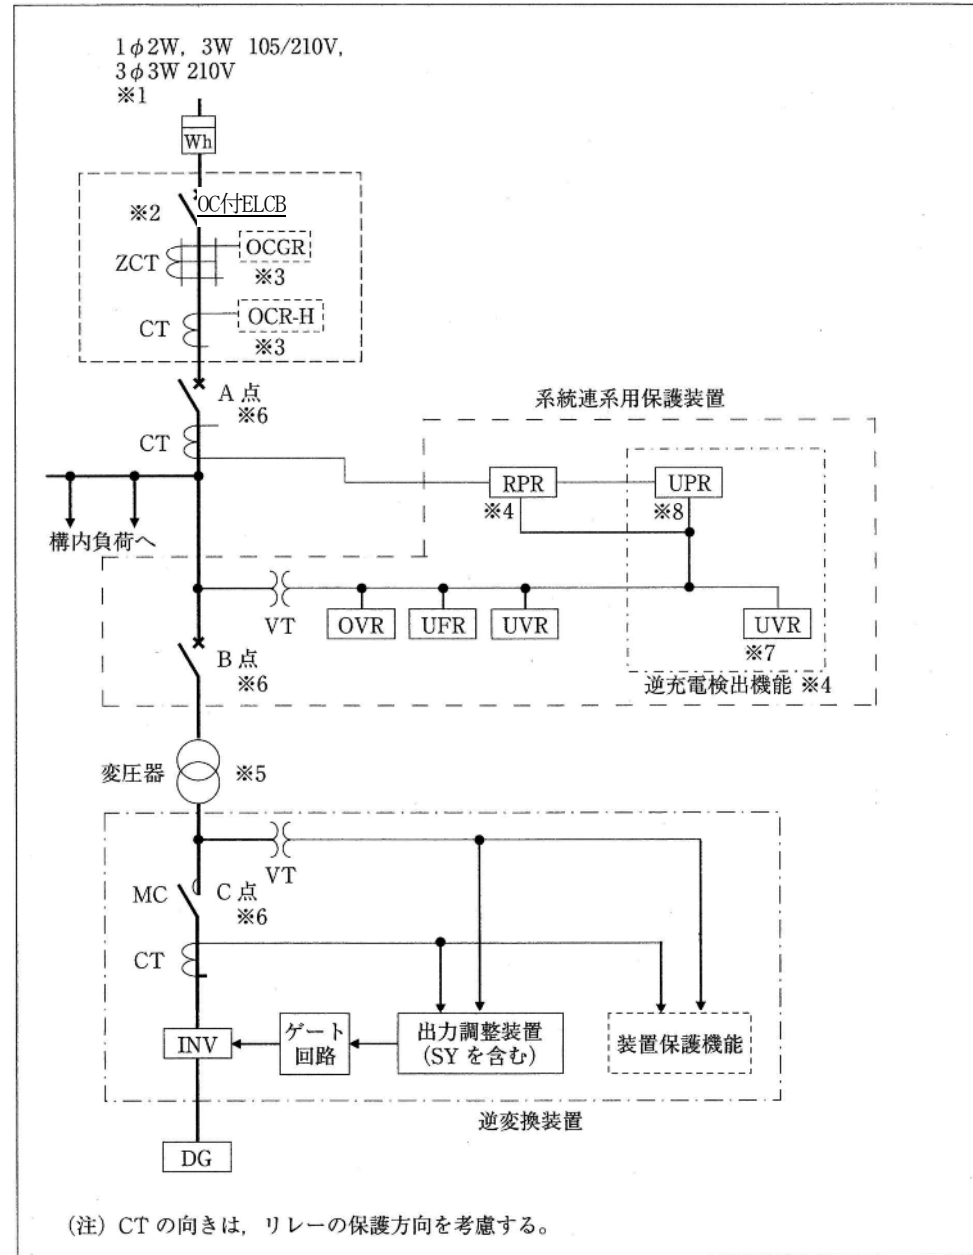 1φ2W, 3W 105/210V,
3φ3W 210V
※1
Wh
※2
OC付ELCB
ZCT
OCGR
※3
CT
OCR-H
※3
A点
※6
CT
系統連系用保護装置
RPR
※4
UPR
※8
構内負荷へ
VT
OVR
UFR
UVR
UVR
※7
B点
※6
逆充電検出機能 ※4
変圧器
※5
VT
MC
C点
※6
CT
INV
ゲート
回路
出力調整装置
(SYを含む)
装置保護機能
逆変換装置
DG
(注) CTの向きは,リレーの保護方向を考慮する。